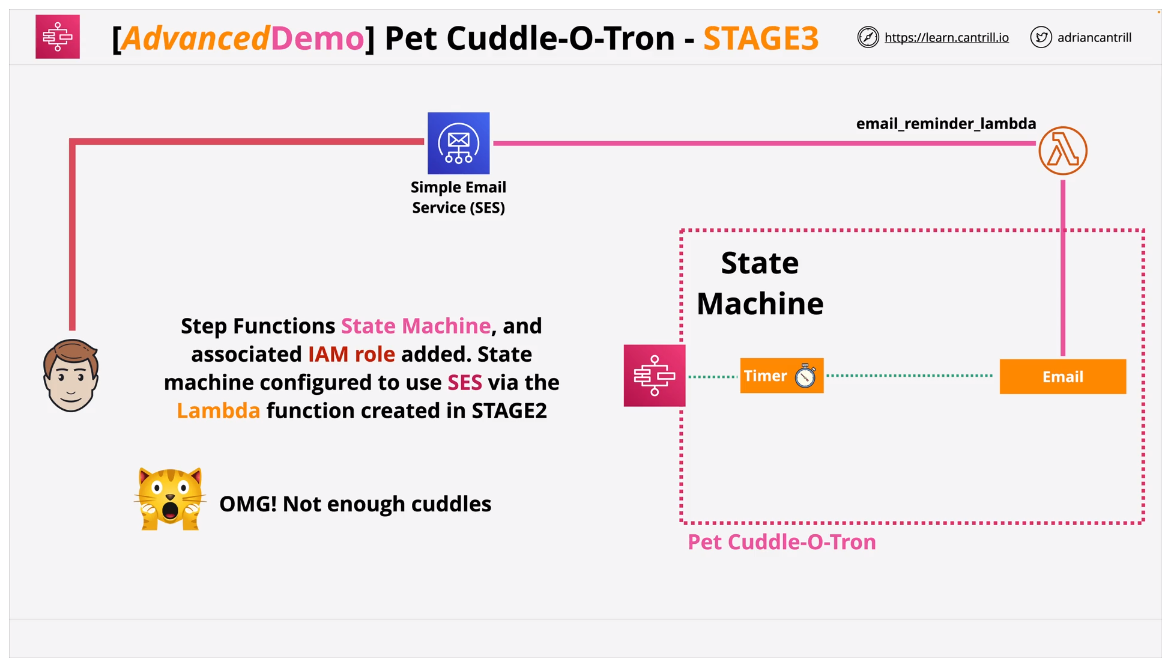 [AdvancedDemo] Pet Cuddle-O-Tron - STAGE3
https://learn.cantrill.io
adriancantrill
email_reminder_lambda
Simple Email
Service (SES)
State
Machine
Step Functions State Machine, and
associated IAM role added. State
machine configured to use SES via the
Lambda function created in STAGE2
Timer
Email
OMG! Not enough cuddles
Pet Cuddle-O-Tron